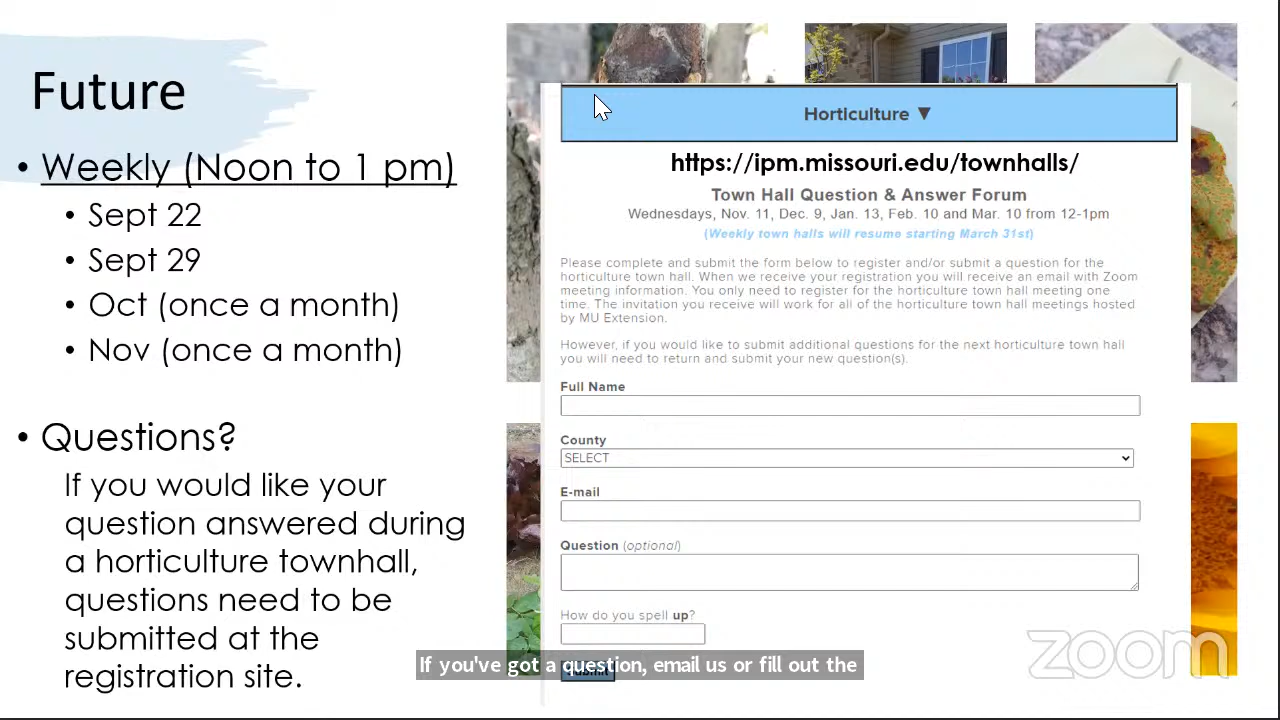 Future
• Weekly (Noon to 1 pm)
• Sept 22
• Sept 29
• Oct (once a month)
• Nov (once a month)
• Questions?
If you would like your
question answered during
a horticulture townhall,
questions need to be
submitted at the
registration site.
Horticulture ▼
https://ipm.missouri.edu/townhalls/
Town Hall Question & Answer Forum
Wednesdays, Nov. 11, Dec. 9, Jan. 13, Feb. 10 and Mar. 10 from 12-1pm
(Weekly town halls will resume starting March 31st)
Please complete and submit the form below to register and/or submit a question for the
horticulture town hall. When we receive your registration you will receive an email with Zoom
meeting information. You only need to register for the horticulture town hall meeting one
time. The invitation you receive will work for all of the horticulture town hall meetings hosted
by MU Extension.
However, if you would like to submit additional questions for the next horticulture town hall
you will need to return and submit your new question(s).
Full Name
County
SELECT
E-mail
Question (optional)
How do you spell up?
If you've got a question, email us or fill out the
zoom